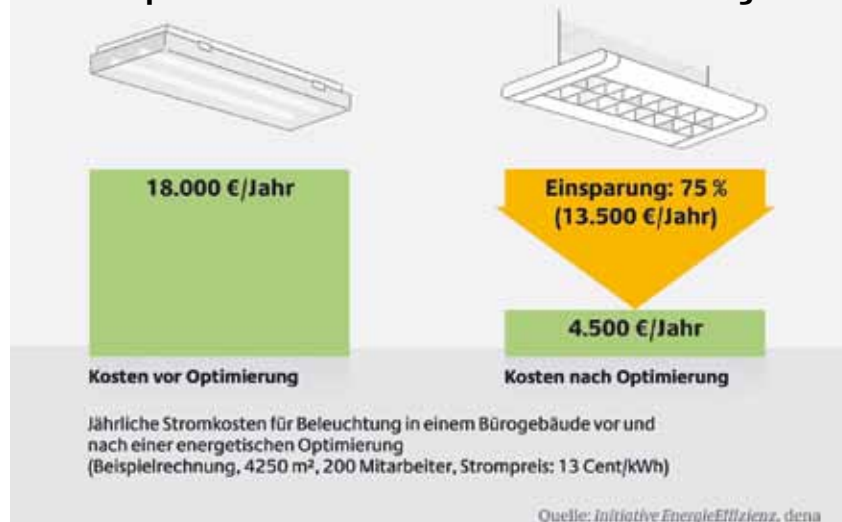 18.000 €/Jahr
Einsparung: 75 %
(13.500 €/Jahr)
4.500 €/Jahr
Kosten vor Optimierung
Kosten nach Optimierung
Jährliche Stromkosten für Beleuchtung in einem Bürogebäude vor und
nach einer energetischen Optimierung
(Beispielrechnung, 4250 m², 200 Mitarbeiter, Strompreis: 13 Cent/kWh)
Quelle: Initiative EnergieEffizienz, dena